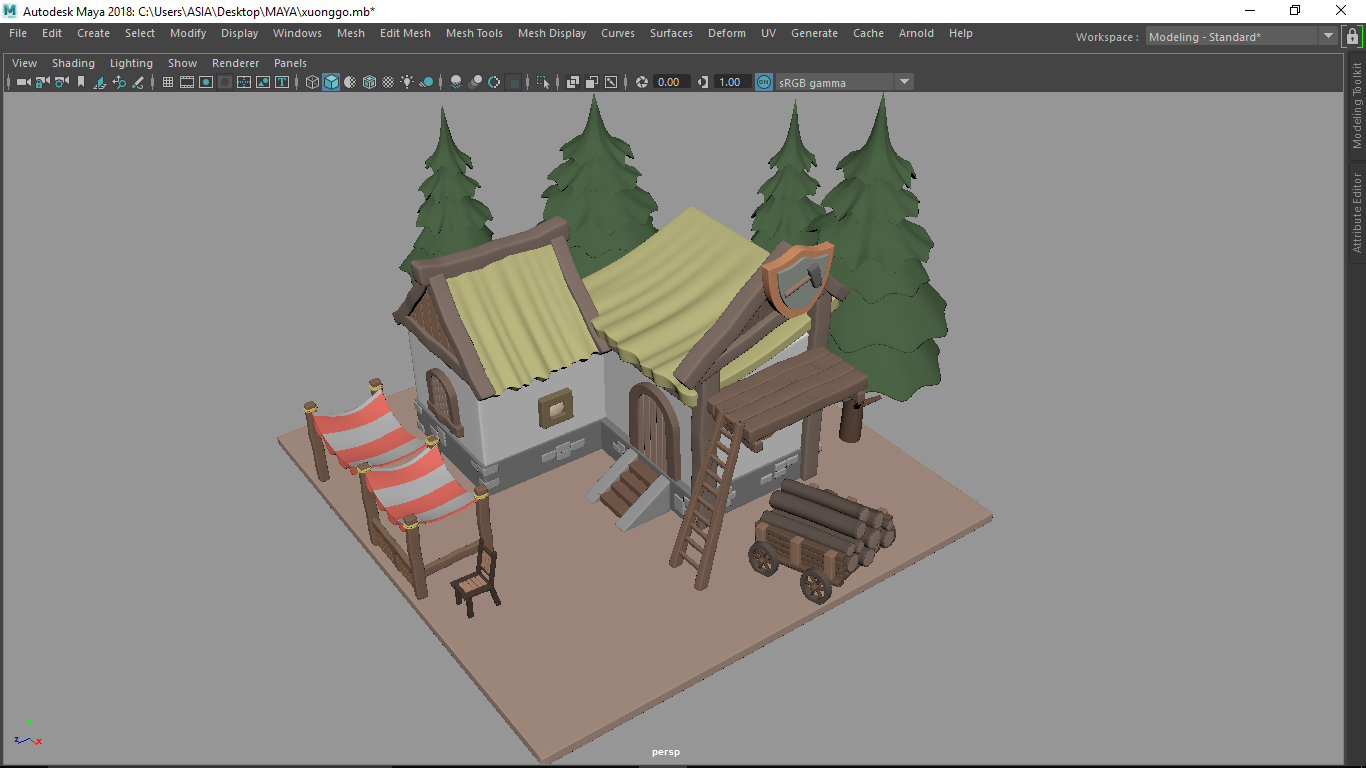 Autodesk Maya 2018: C:\Users\ASIA\Desktop\MAYA\xuonggo.mb*
File Edit Create Select Modify Display Windows Mesh Edit Mesh Mesh Tools Mesh Display Curves Surfaces Deform UV Generate Cache Arnold Help
Workspace : Modeling - Standard*
View Shading Lighting Show Renderer Panels
0.00 1.00 ON sRGB gamma
Modeling Toolkit
Attribute Editor
z x
persp